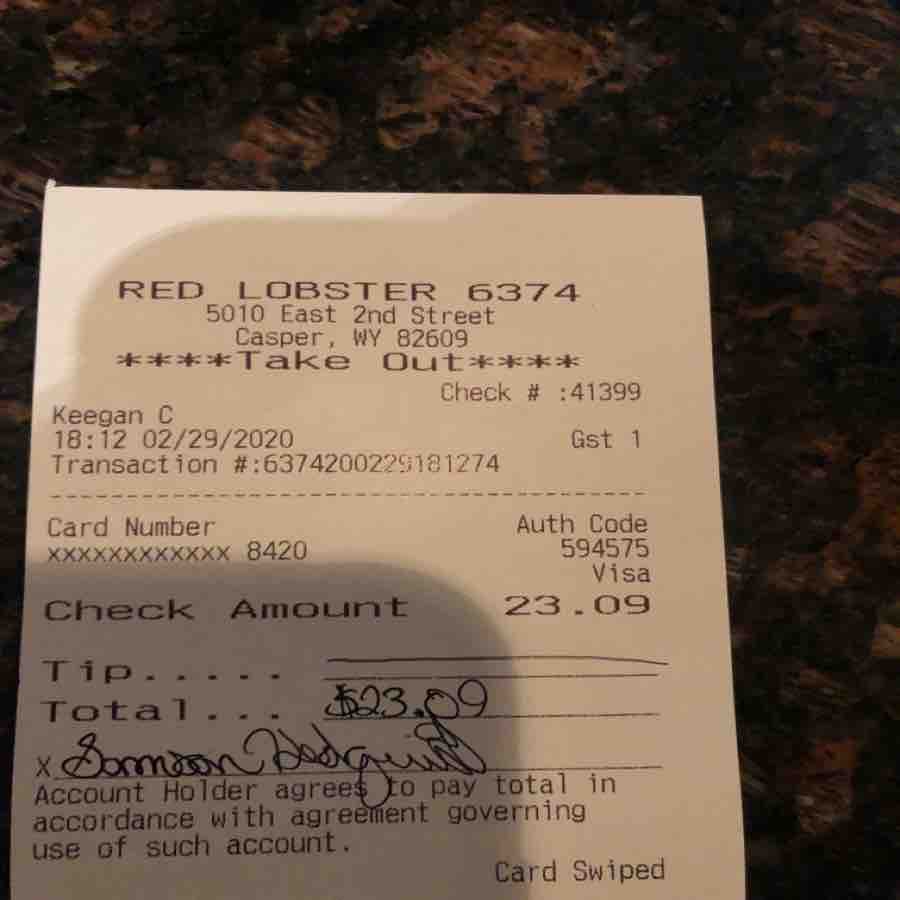 RED LOBSTER 6374
5010 East 2nd Street
Casper, WY 82609
****Take Out****
Check # :41399
Keegan C
18:12 02/29/2020 Gst 1
Transaction #:6374200229181274
Card Number Auth Code
xxxxxxxxxxxx 8420 594575
Visa
Check Amount 23.09
Tip.....
Total... $23.09
x
Account Holder agrees to pay total in
accordance with agreement governing
use of such account.
Card Swiped